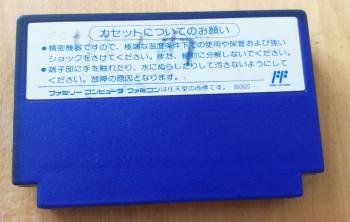 カセットについてのお願い
●精密機器ですので、極端な温度条件下での使用や保管および強い
ショックをさけてください。また、絶対に分解しないでください。
●端子部に手を触れたり、水にぬらしたりして汚さないようにして
ください。故障の原因となります。
ファミリーコンピュータ ファミコンは任天堂の商標です。